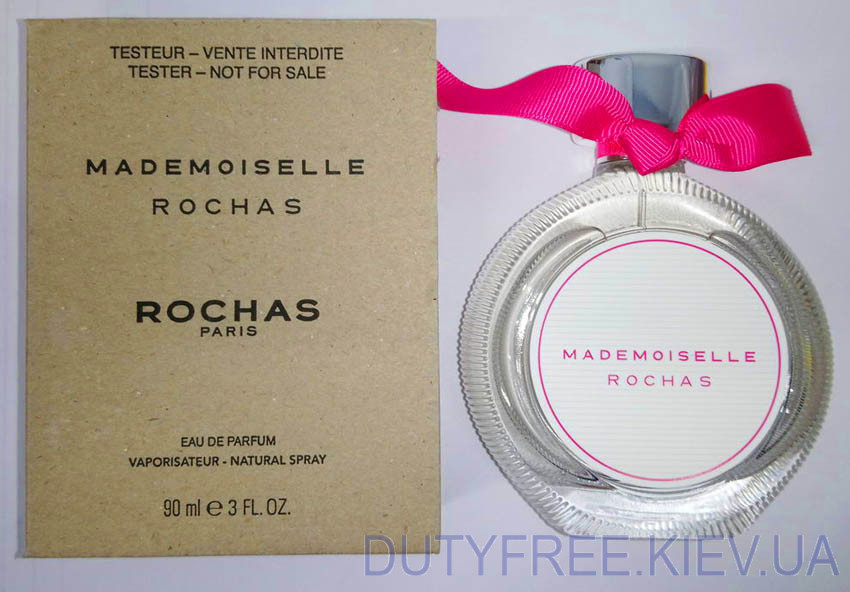 TESTEUR – VENTE INTERDITE
TESTER – NOT FOR SALE
MADEMOISELLE
ROCHAS
ROCHAS
PARIS
EAU DE PARFUM
VAPORISATEUR - NATURAL SPRAY
90 ml e 3 FL. OZ.
MADEMOISELLE
ROCHAS
DUTYFREE.KIEV.UA